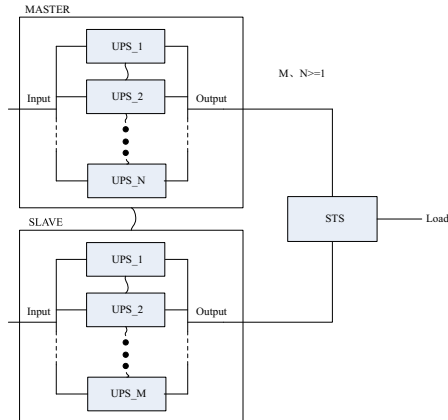 MASTER
UPS_1
M、N>=1
Input
UPS_2
Output
UPS_N
STS
Load
SLAVE
UPS_1
Input
UPS_2
Output
UPS_M